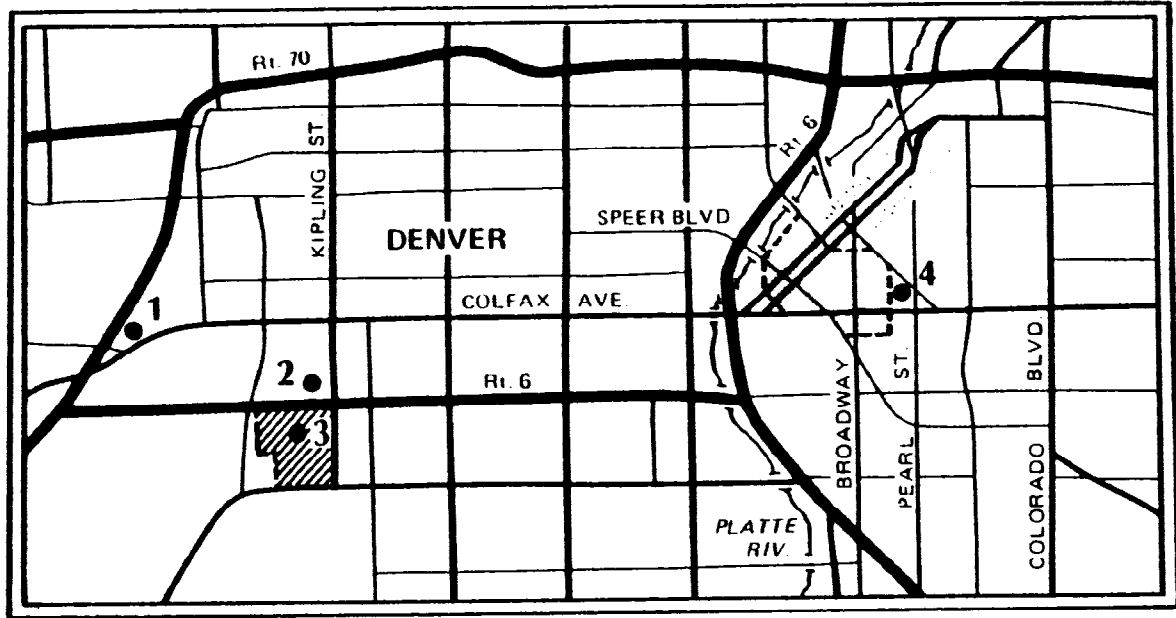 Rt. 70
Rt. 6
KIPLING ST.
SPEER BLVD
DENVER
COLFAX AVE.
1
4
2
Rt. 6
3
BROADWAY
PEARL ST.
COLORADO BLVD
PLATTE
RIV.